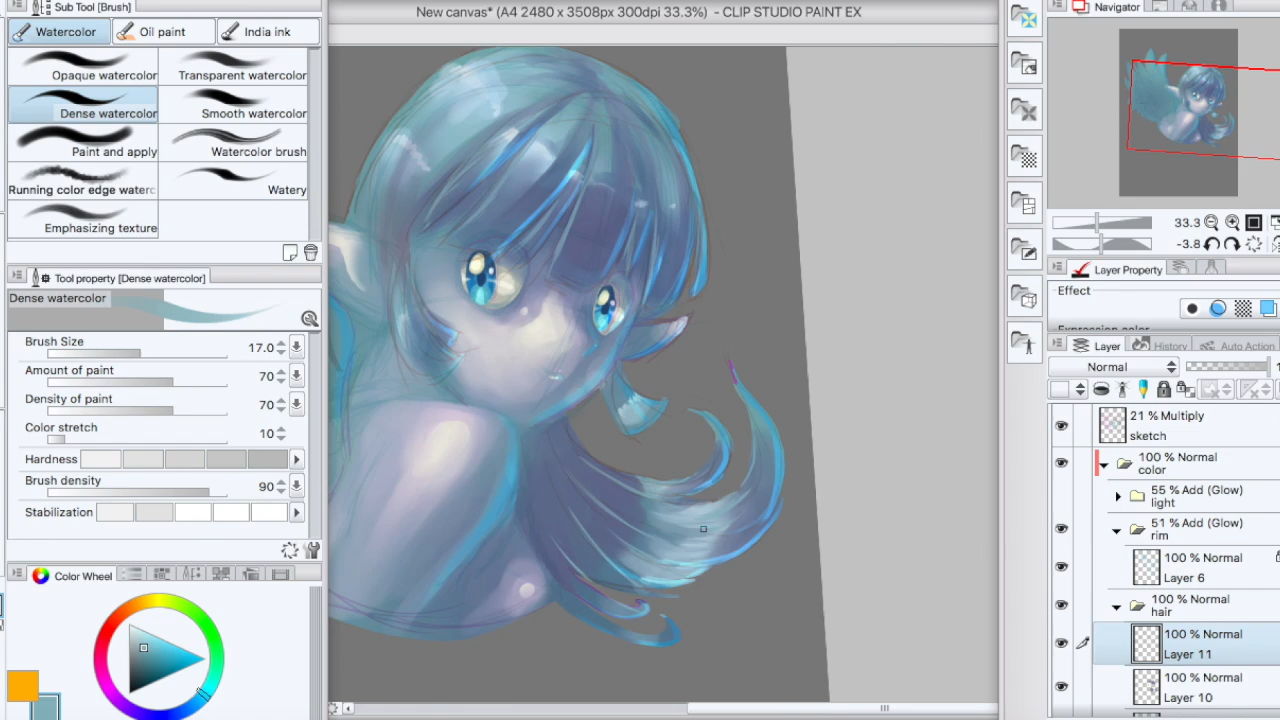 Sub Tool [Brush]
New canvas* (A4 2480 x 3508px 300dpi 33.3%) - CLIP STUDIO PAINT EX
Navigator
Watercolor
Oil paint
India ink
Opaque watercolor
Transparent watercolor
Dense watercolor
Smooth watercolor
Paint and apply
Watercolor brush
Running color edge waterc
Watery
Emphasizing texture
Tool property [Dense watercolor]
Dense watercolor
Brush Size
17.0
Amount of paint
70
Density of paint
70
Color stretch
10
Hardness
Brush density
90
Stabilization
Color Wheel
33.3
-3.8
Layer Property
Effect
Expression color
Layer
History
Auto Action
Normal
1
21 % Multiply
sketch
100 % Normal
color
55 % Add (Glow)
light
51 % Add (Glow)
rim
100 % Normal
Layer 6
100 % Normal
hair
100 % Normal
Layer 11
100 % Normal
Layer 10